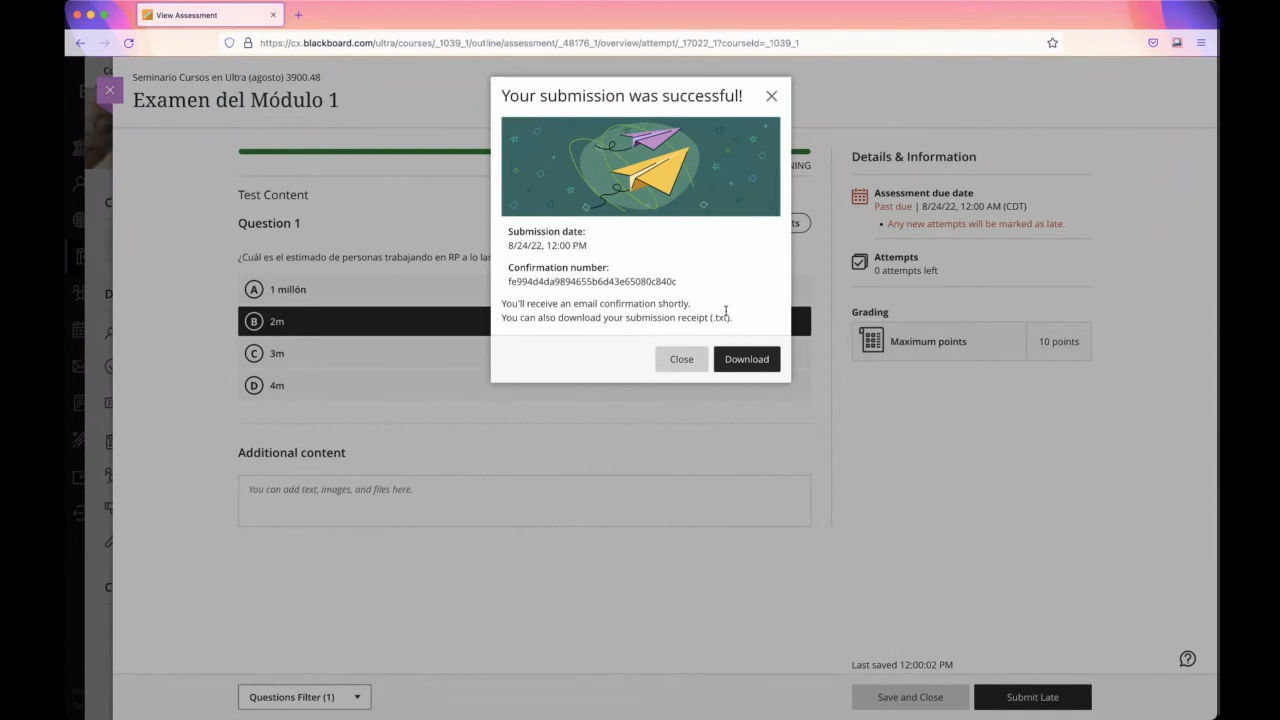 View Assessment
https://cx.blackboard.com/ultra/courses/_1039_1/outline/assessment/_48176_1/overview/attempt/_17022_1?courseId=_1039_1
Seminario Cursos en Ultra (agosto) 3900.48
Examen del Módulo 1
Your submission was successful!
Submission date:
8/24/22, 12:00 PM
Confirmation number:
fe994d4da9894655b6d43e65080c840c
You'll receive an email confirmation shortly.
You can also download your submission receipt (.txt).
Close
Download
Test Content
Question 1
¿Cuál es el estimado de personas trabajando en RP a lo
A 1 millón
B 2m
C 3m
D 4m
Additional content
You can add text, images, and files here.
Details & Information
Assessment due date
Past due | 8/24/22, 12:00 AM (CDT)
• Any new attempts will be marked as late.
Attempts
0 attempts left
Grading
Maximum points
10 points
Last saved 12:00:02 PM
Questions Filter (1)
Save and Close
Submit Late